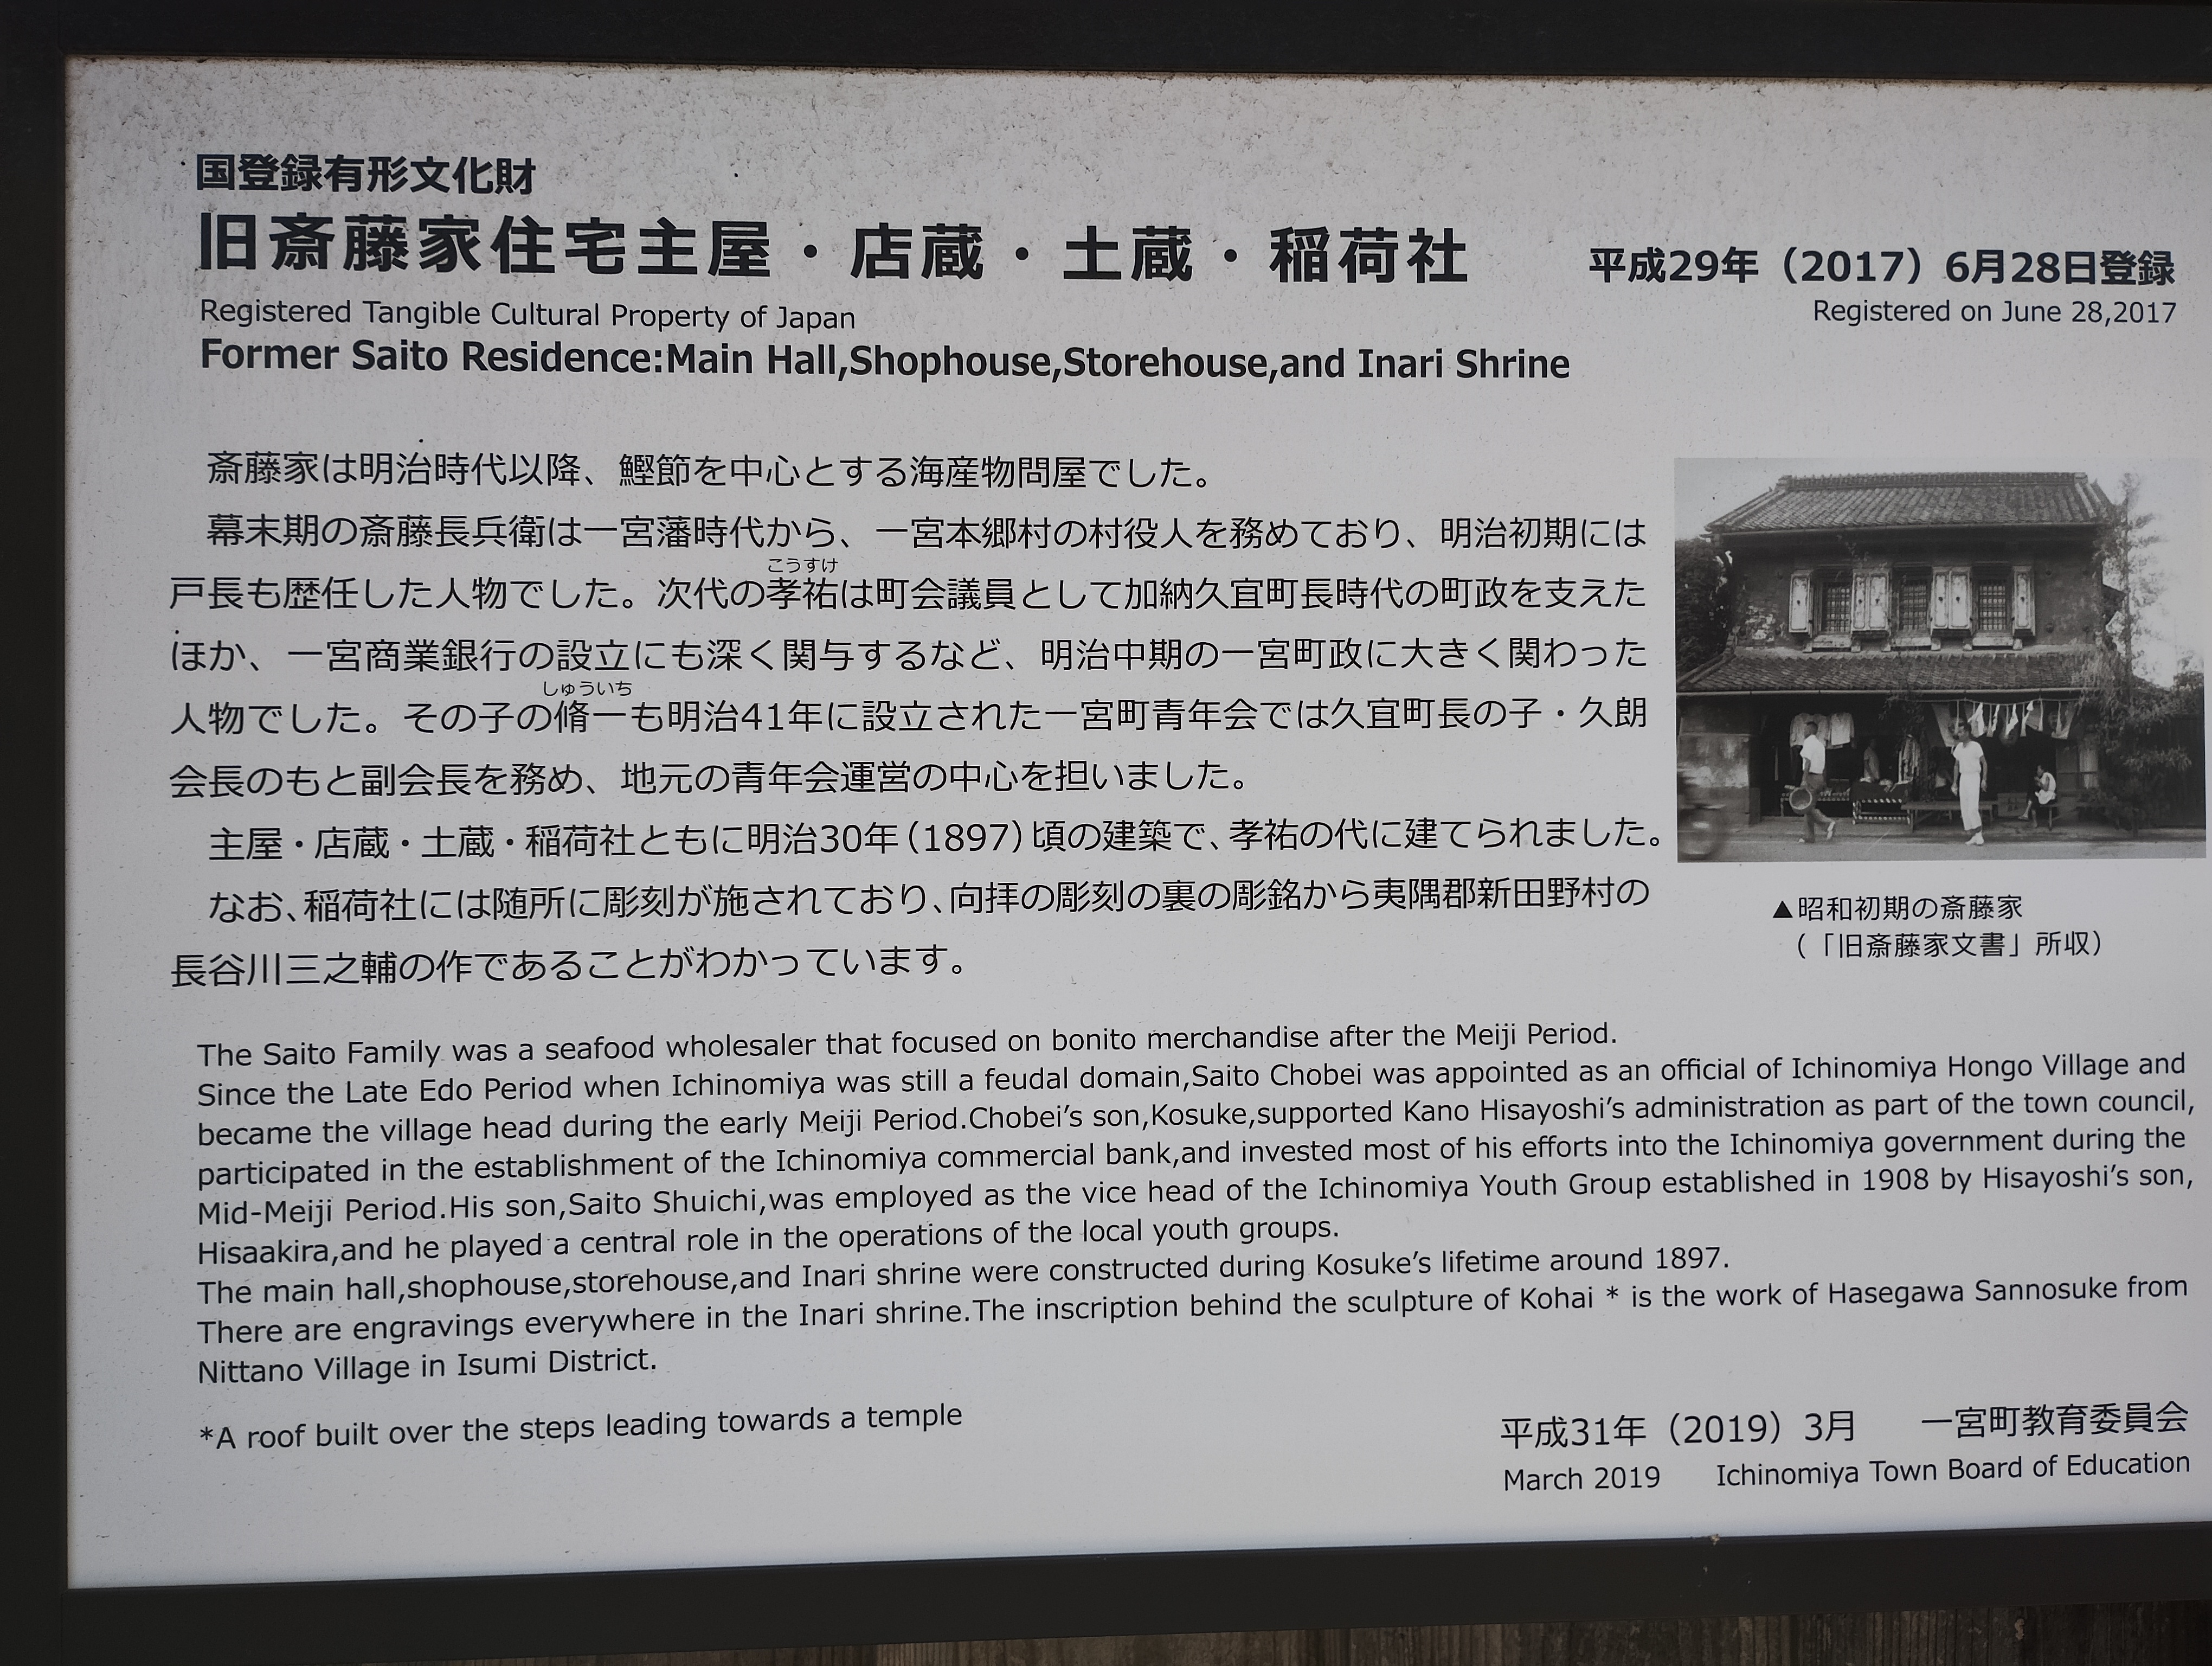 国登録有形文化財
旧斎藤家住宅主屋・店蔵・土蔵・稲荷社
平成29年（2017）6月28日登録
Registered Tangible Cultural Property of Japan
Registered on June 28,2017
Former Saito Residence:Main Hall,Shophouse,Storehouse,and Inari Shrine
斎藤家は明治時代以降、鰹節を中心とする海産物問屋でした。
幕末期の斎藤長兵衛は一宮藩時代から、一宮本郷村の村役人を務めており、明治初期には
こうすけ
戸長も歴任した人物でした。次代の孝祐は町会議員として加納久宜町長時代の町政を支えた
ほか、一宮商業銀行の設立にも深く関与するなど、明治中期の一宮町政に大きく関わった
しゅういち
人物でした。その子の脩一も明治41年に設立された一宮町青年会では久宜町長の子・久朗
会長のもと副会長を務め、地元の青年会運営の中心を担いました。
主屋・店蔵・土蔵・稲荷社ともに明治30年（1897）頃の建築で、孝祐の代に建てられました。
なお、稲荷社には随所に彫刻が施されており、向拝の彫刻の裏の彫銘から夷隅郡新田野村の
長谷川三之輔の作であることがわかっています。
▲昭和初期の斎藤家
（「旧斎藤家文書」所収）
The Saito Family was a seafood wholesaler that focused on bonito merchandise after the Meiji Period.
Since the Late Edo Period when Ichinomiya was still a feudal domain,Saito Chobei was appointed as an official of Ichinomiya Hongo Village and
became the village head during the early Meiji Period.Chobei’s son,Kosuke,supported Kano Hisayoshi’s administration as part of the town council,
participated in the establishment of the Ichinomiya commercial bank,and invested most of his efforts into the Ichinomiya government during the
Mid-Meiji Period.His son,Saito Shuichi,was employed as the vice head of the Ichinomiya Youth Group established in 1908 by Hisayoshi’s son,
Hisaakira,and he played a central role in the operations of the local youth groups.
The main hall,shophouse,storehouse,and Inari shrine were constructed during Kosuke’s lifetime around 1897.
There are engravings everywhere in the Inari shrine.The inscription behind the sculpture of Kohai * is the work of Hasegawa Sannosuke from
Nittano Village in Isumi District.
*A roof built over the steps leading towards a temple
平成31年（2019）3月　一宮町教育委員会
March 2019　Ichinomiya Town Board of Education